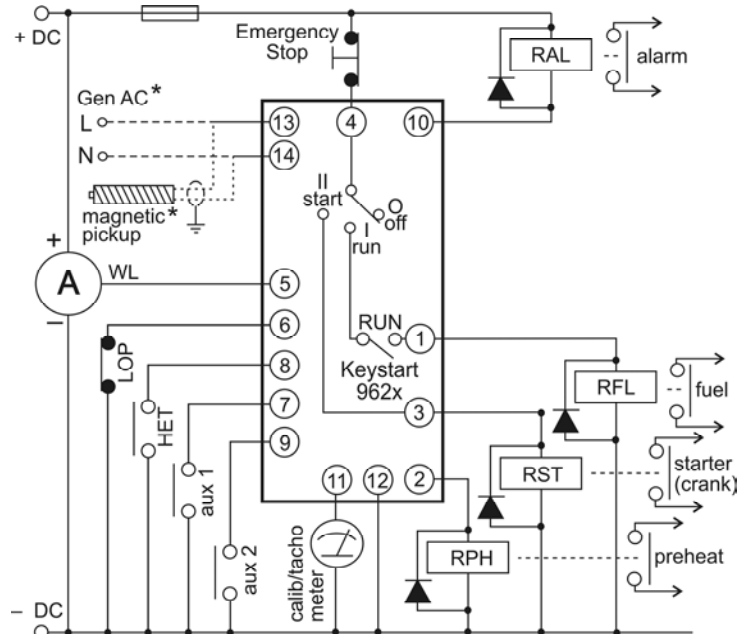 + DC
Emergency
Stop
RAL
alarm
Gen AC*
L
N
13
14
4
10
magnetic*
pickup
II
start
O
off
I
run
+
A
−
WL
5
6
8
7
9
LOP
HET
aux 1
aux 2
RUN
1
Keystart
962x
3
2
11
12
calib/tacho
meter
RFL
fuel
RST
starter
(crank)
RPH
preheat
− DC